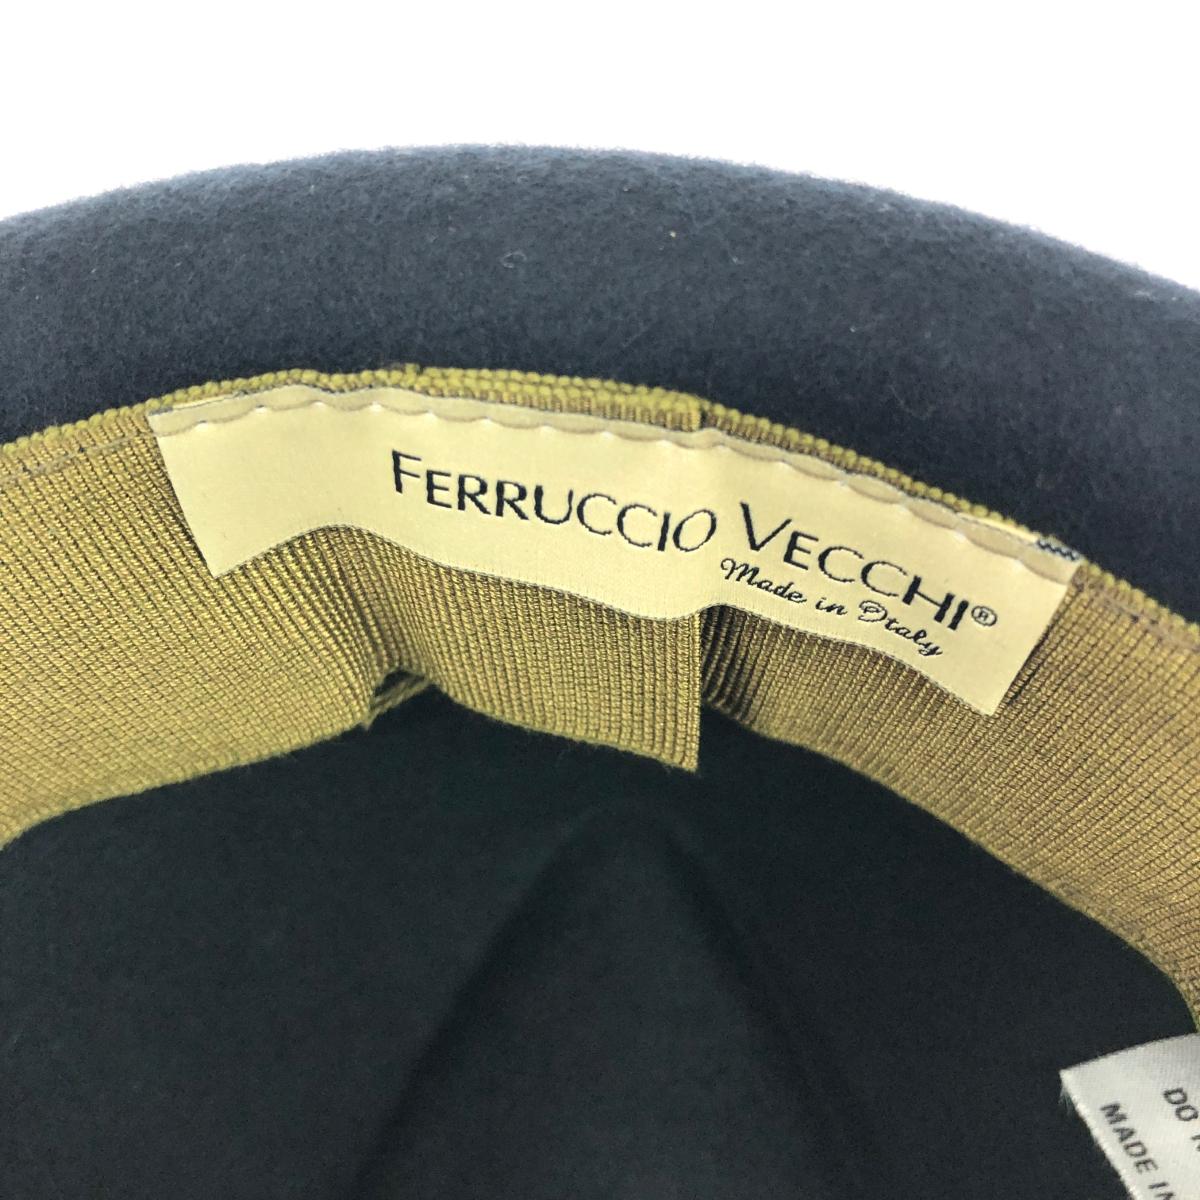 FERRUCCIO VECCHI®
Made in Italy
DO
MADE IN